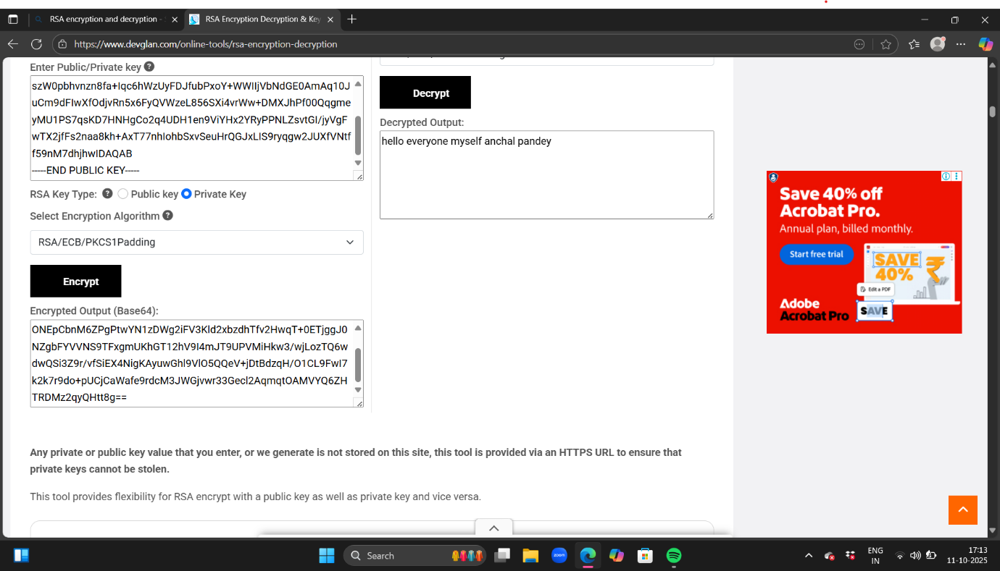 RSA encryption and decryption -
RSA Encryption Decryption & Key
https://www.devglan.com/online-tools/rsa-encryption-decryption
Enter Public/Private key
szW0pbhvnzn8fa+Iqc6hWzUyFDJfubPxoY+WWIIjVbNdGE0AmAq10J
uCm9dFIwXfOdjvRn5x6FyQVWzeL856SXi4vrWw+DMXJhPf00Qqgme
yMU1PS7qsKD7HNHgCo2q4UDH1en9ViYHx2YRyPPNLZsvtGI/jyVgF
wTX2jfFs2naa8kh+AxT77nhIohbSxvSeuHrQGJxLIS9ryqgw2JUXfVNtf
f59nM7dhjhwIDAQAB
-----END PUBLIC KEY-----
RSA Key Type: Public key Private Key
Select Encryption Algorithm
RSA/ECB/PKCS1Padding
Encrypt
Encrypted Output (Base64):
ONEpCbnM6ZPgPtwYN1zDWg2iFV3Kld2xbzdhTfv2HwqT+0ETjggJ0
NZgbFYVVNS9TFxgmUKhGT12hV9I4mJT9UPVMiHkw3/wjLozTQ6w
dwQSi3Z9r/vfSiEX4NigKAyuwGhl9VlO5QQeV+jDtBdzqH/O1CL9FwI7
k2k7r9do+pUCjCaWafe9rdcM3JWGjvwr33Gecl2AqmqtOAMVYQ6ZH
TRDMz2qyQHtt8g==
Decrypt
Decrypted Output:
hello everyone myself anchal pandey
Save 40% off
Acrobat Pro.
Annual plan, billed monthly.
Start free trial
SAVE
40%
₹
Edit a PDF
SAVE
Adobe
Acrobat Pro
Any private or public key value that you enter, or we generate is not stored on this site, this tool is provided via an HTTPS URL to ensure that
private keys cannot be stolen.
This tool provides flexibility for RSA encrypt with a public key as well as private key and vice versa.
Search
zoom
ENG
IN
17:13
11-10-2025